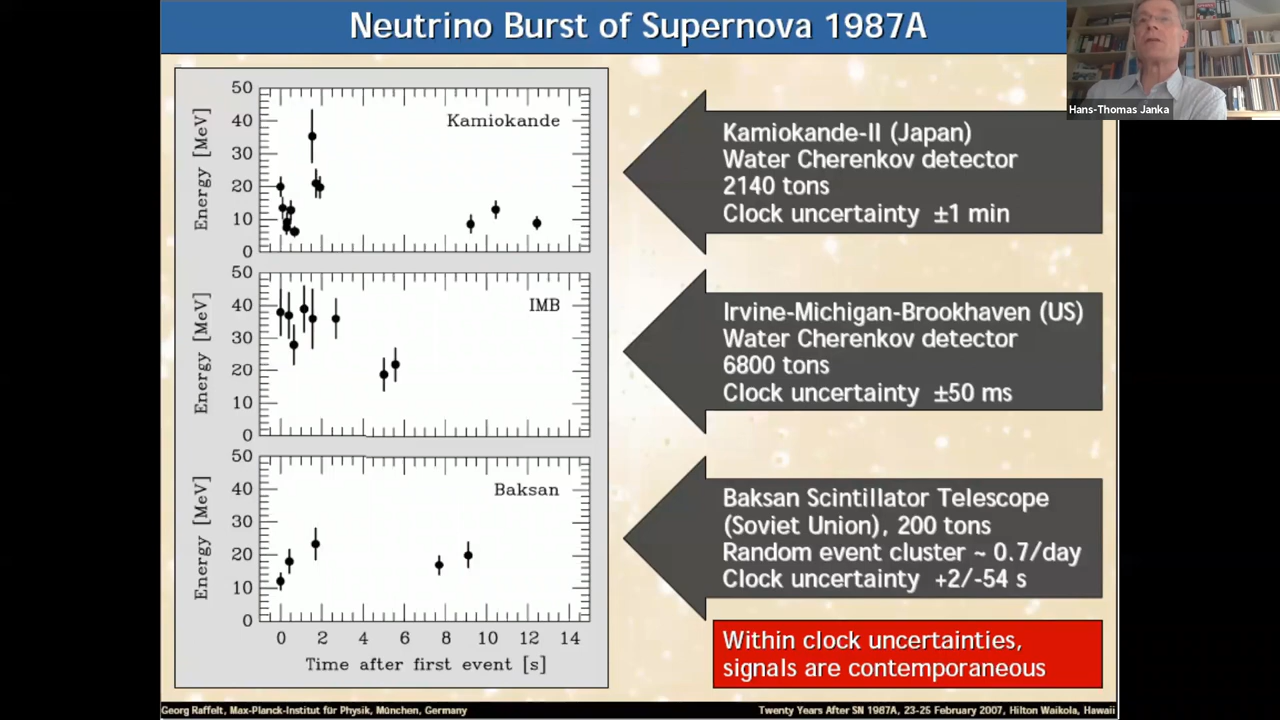 Neutrino Burst of Supernova 1987A
Hans-Thomas Janka
50
40
30
20
10
0
Energy [MeV]
Kamiokande
50
40
30
20
10
0
Energy [MeV]
IMB
50
40
30
20
10
0
Energy [MeV]
Baksan
0 2 4 6 8 10 12 14
Time after first event [s]
Kamiokande-II (Japan)
Water Cherenkov detector
2140 tons
Clock uncertainty ±1 min
Irvine-Michigan-Brookhaven (US)
Water Cherenkov detector
6800 tons
Clock uncertainty ±50 ms
Baksan Scintillator Telescope
(Soviet Union), 200 tons
Random event cluster ~ 0.7/day
Clock uncertainty +2/-54 s
Within clock uncertainties,
signals are contemporaneous
Georg Raffelt, Max-Planck-Institut für Physik, München, Germany
Twenty Years After SN 1987A, 23-25 February 2007, Hilton Waikola, Hawaii